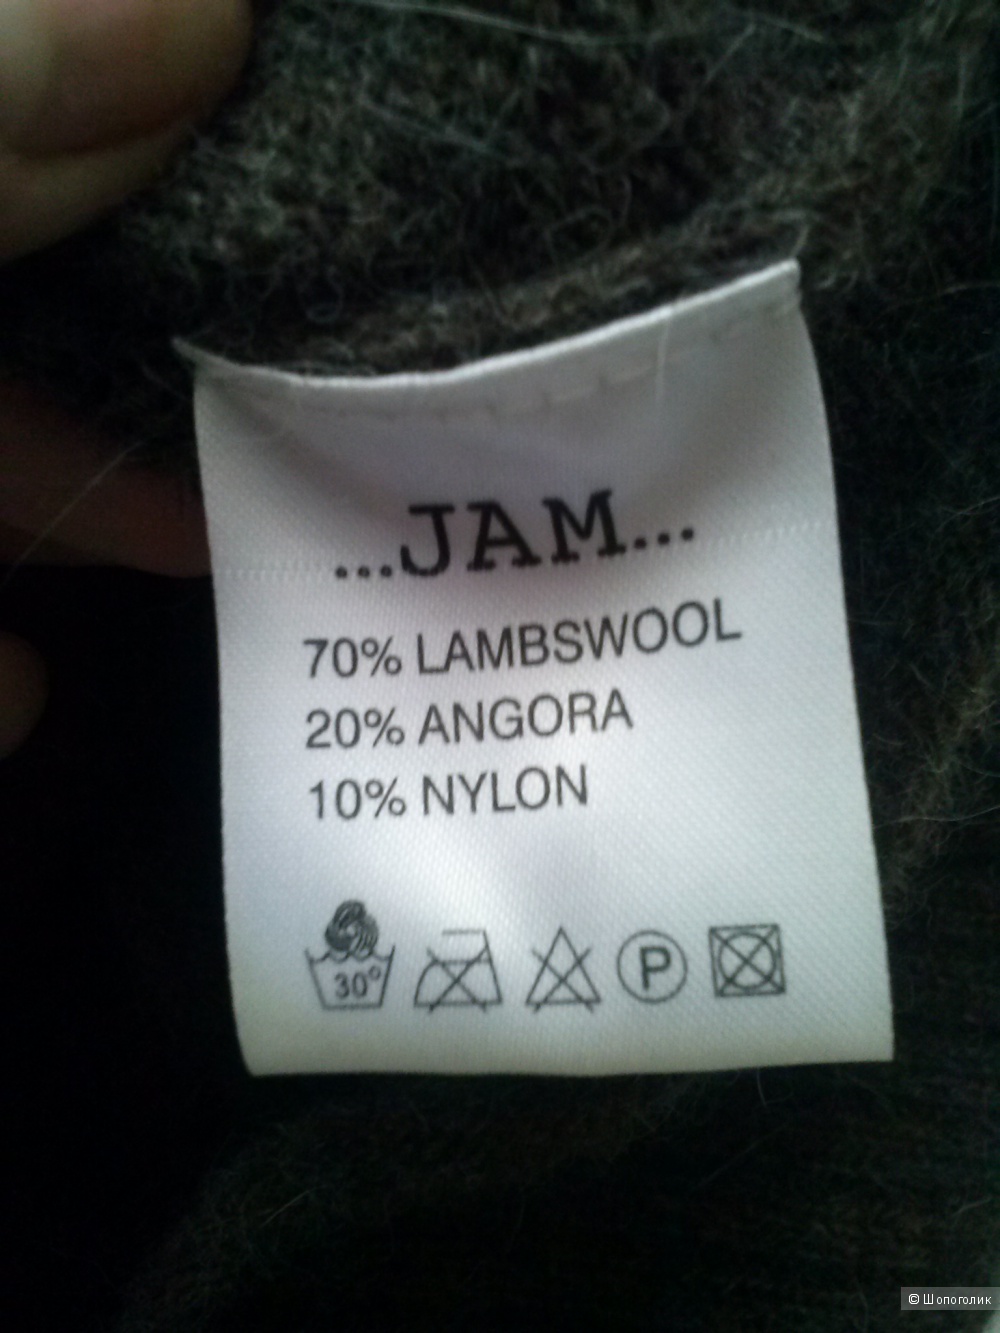 ...JAM...
70% LAMBSWOOL
20% ANGORA
10% NYLON
30°
P
© Шопоголик